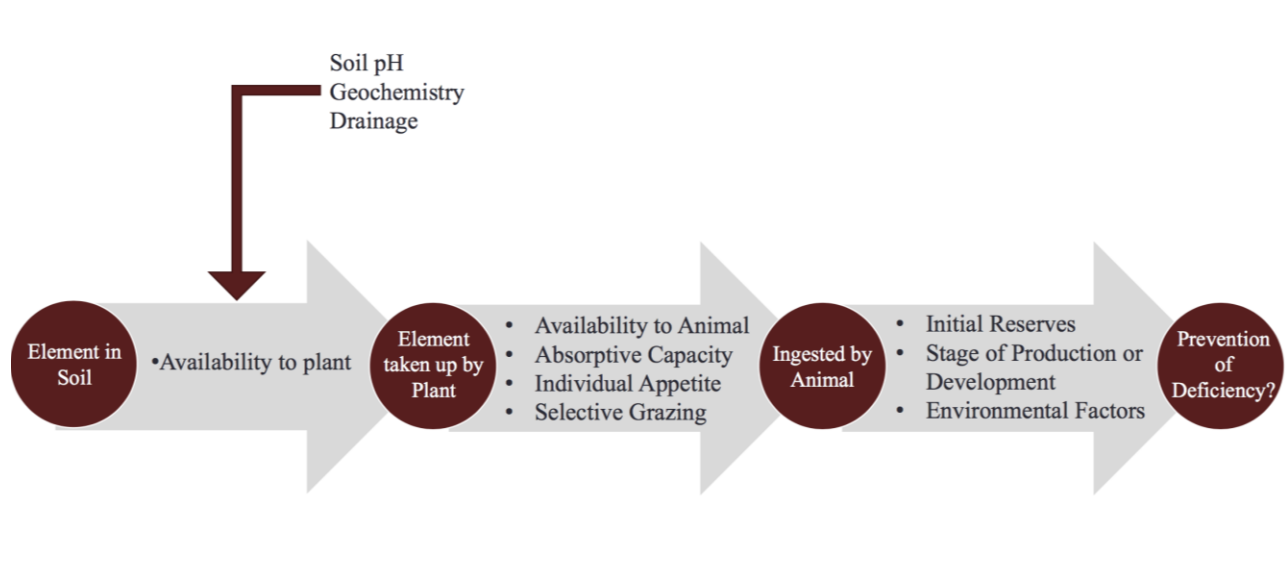 Soil pH
Geochemistry
Drainage
Element in
Soil
•Availability to plant
Element
taken up by
Plant
• Availability to Animal
• Absorptive Capacity
• Individual Appetite
• Selective Grazing
Ingested by
Animal
• Initial Reserves
• Stage of Production or
Development
• Environmental Factors
Prevention
of
Deficiency?